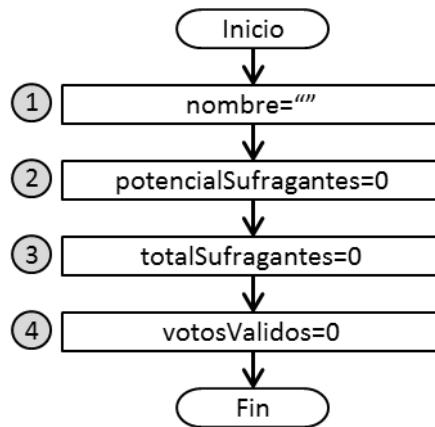 Inicio
1 nombre=“”
2 potencialSufragantes=0
3 totalSufragantes=0
4 votosValidos=0
Fin